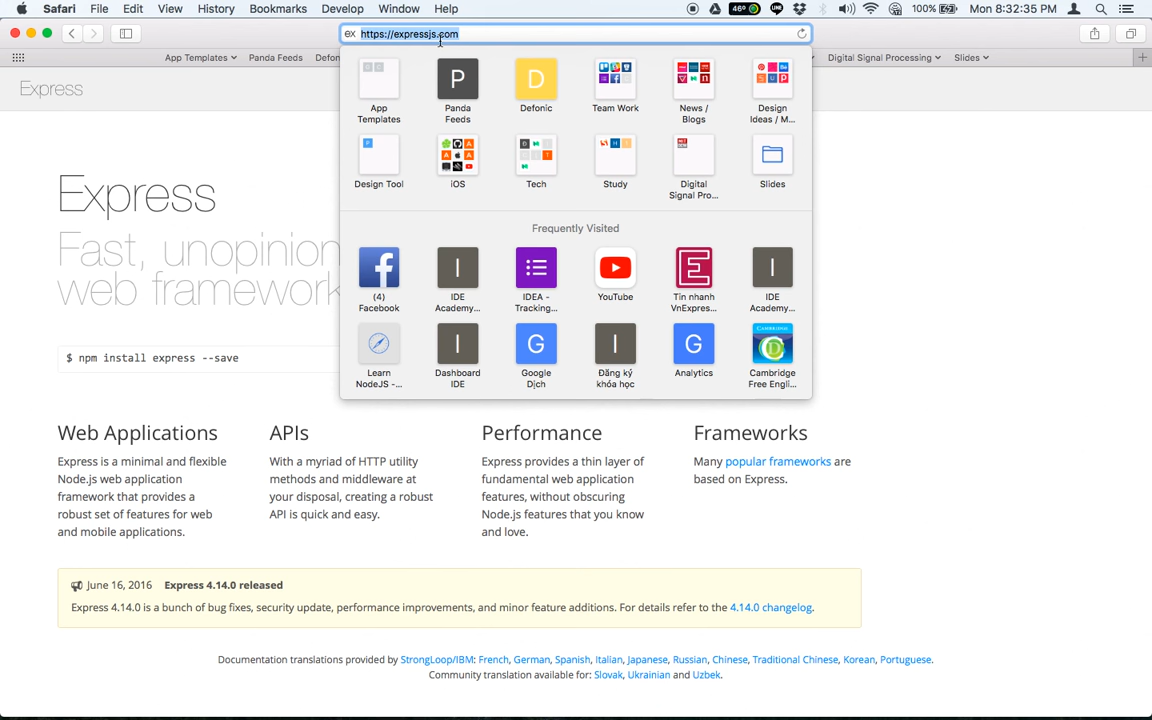 Safari File Edit View History Bookmarks Develop Window Help 46° 100% Mon 8:32:35 PM
ex https://expressjs.com
App Templates Panda Feeds Defon Digital Signal Processing Slides
Express
App Templates
Panda Feeds
Defonic
Team Work
News / Blogs
Design Ideas / M...
Design Tool
iOS
Tech
Study
Digital Signal Pro...
Slides
Frequently Visited
(4) Facebook
IDE Academy...
IDEA - Tracking...
YouTube
Tin nhanh VnExpres...
IDE Academy...
Learn NodeJS -...
Dashboard IDE
Google Dịch
Đăng ký khóa học
Analytics
Cambridge Free Engli...
Express
Fast, unopinion
web framework
$ npm install express --save
Web Applications
Express is a minimal and flexible
Node.js web application
framework that provides a
robust set of features for web
and mobile applications.
APIs
With a myriad of HTTP utility
methods and middleware at
your disposal, creating a robust
API is quick and easy.
Performance
Express provides a thin layer of
fundamental web application
features, without obscuring
Node.js features that you know
and love.
Frameworks
Many popular frameworks are
based on Express.
June 16, 2016 Express 4.14.0 released
Express 4.14.0 is a bunch of bug fixes, security update, performance improvements, and minor feature additions. For details refer to the 4.14.0 changelog.
Documentation translations provided by StrongLoop/IBM: French, German, Spanish, Italian, Japanese, Russian, Chinese, Traditional Chinese, Korean, Portuguese.
Community translation available for: Slovak, Ukrainian and Uzbek.